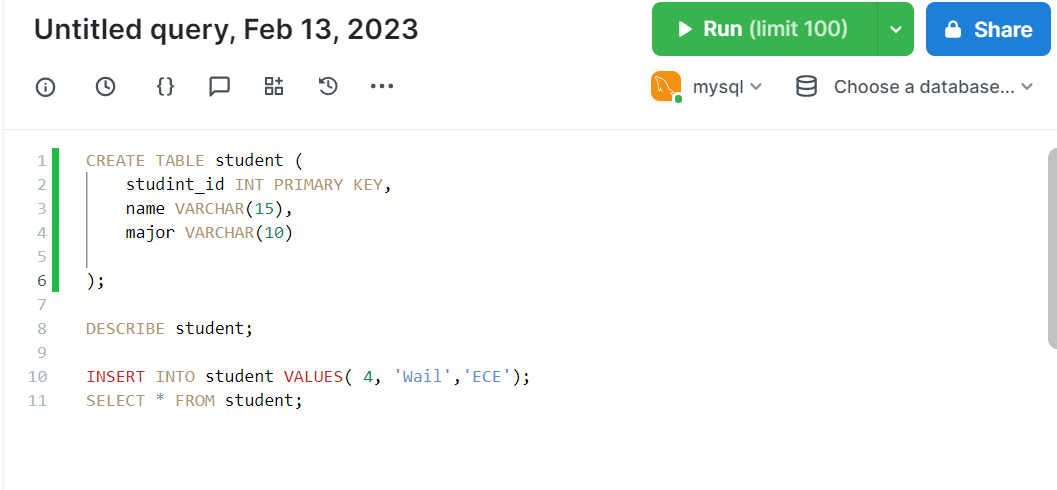 Untitled query, Feb 13, 2023
Run (limit 100)
Share
{}
mysql
Choose a database...
1 CREATE TABLE student (
2 studint_id INT PRIMARY KEY,
3 name VARCHAR(15),
4 major VARCHAR(10)
5
6 );
7
8 DESCRIBE student;
9
10 INSERT INTO student VALUES( 4, 'Wail','ECE');
11 SELECT * FROM student;